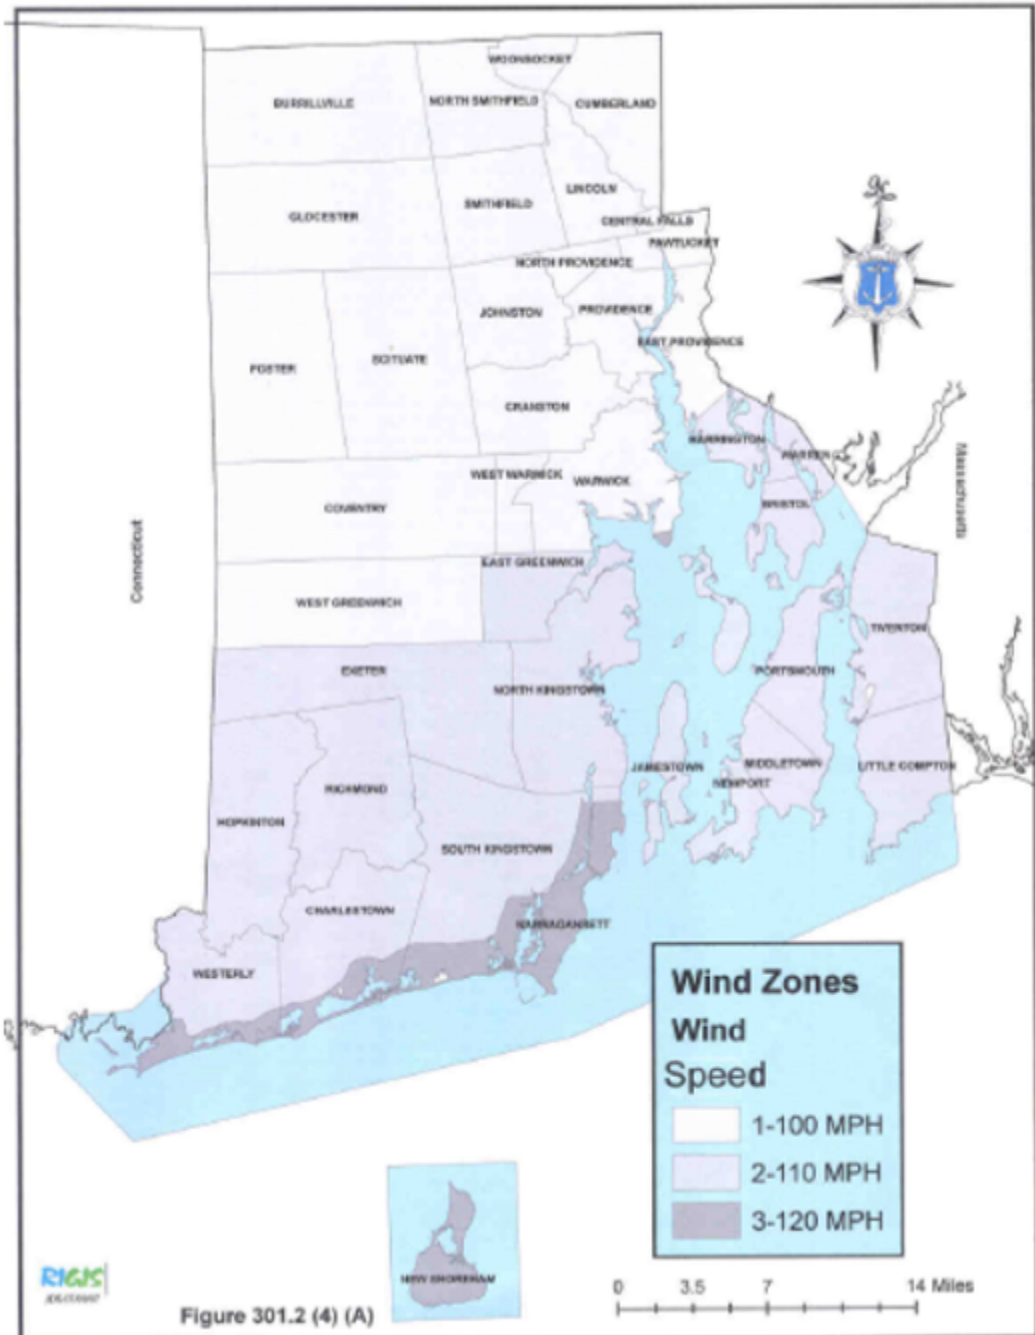 WOONSOCKET
BURRILLVILLE
NORTH SMITHFIELD
CUMBERLAND
LINCOLN
SMITHFIELD
GLOCESTER
CENTRAL FALLS
PAWTUCKET
NORTH PROVIDENCE
JOHNSTON
PROVIDENCE
EAST PROVIDENCE
SCITUATE
FOSTER
CRANSTON
BARRINGTON
WARREN
Massachusetts
WEST WARWICK
WARWICK
COVENTRY
BRISTOL
Connecticut
EAST GREENWICH
WEST GREENWICH
TIVERTON
EXETER
PORTSMOUTH
NORTH KINGSTOWN
JAMESTOWN
MIDDLETOWN
LITTLE COMPTON
NEWPORT
RICHMOND
HOPKINTON
SOUTH KINGSTOWN
CHARLESTOWN
NARRAGANSETT
WESTERLY
Wind Zones
Wind
Speed
1-100 MPH
2-110 MPH
3-120 MPH
NEW SHOREHAM
RIGIS
0 3.5 7 14 Miles
Figure 301.2 (4) (A)